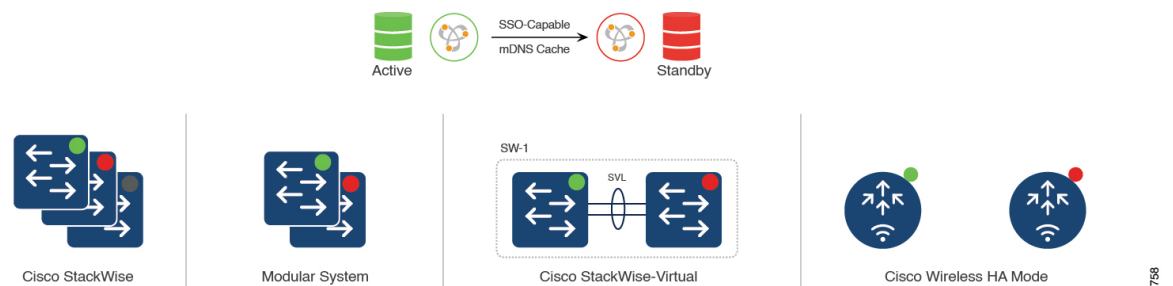 SSO-Capable
mDNS Cache
Active
Standby
SW-1
SVL
Cisco StackWise
Modular System
Cisco StackWise-Virtual
Cisco Wireless HA Mode
758